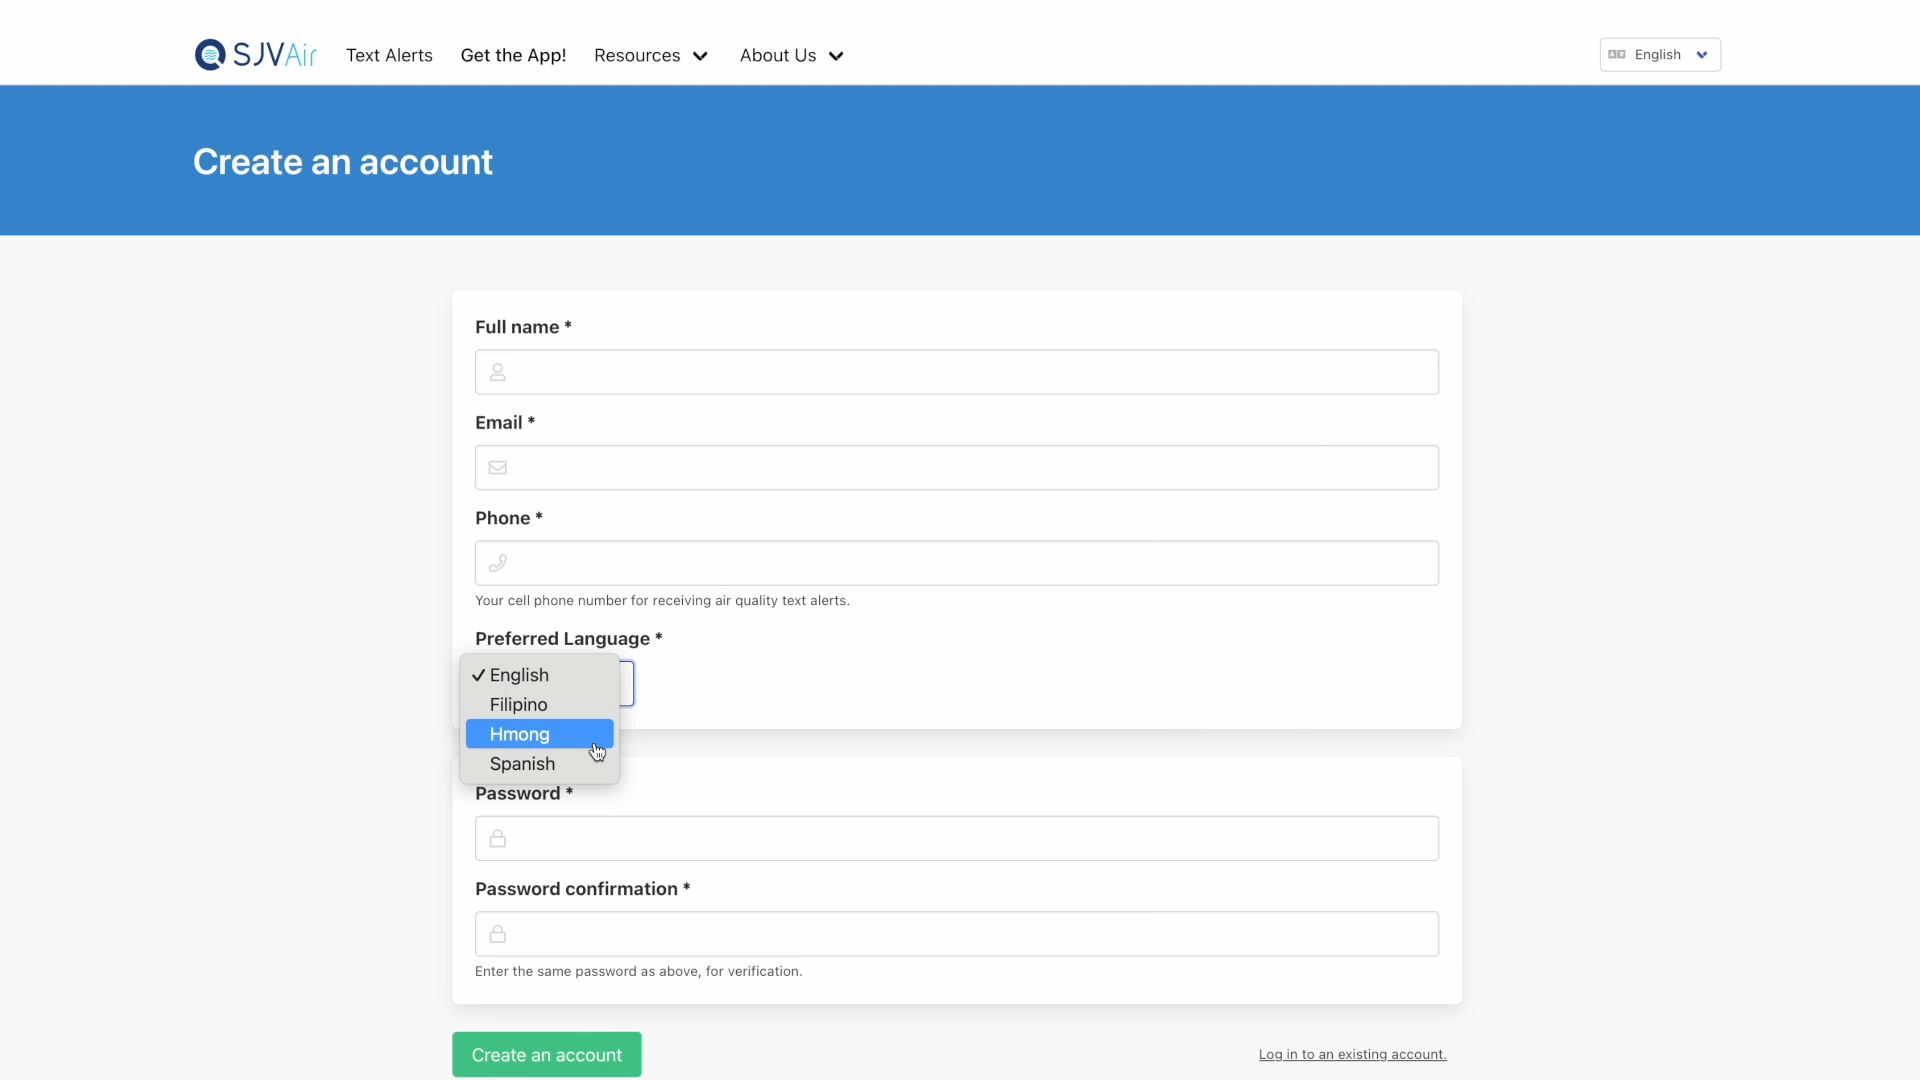 SJVAir Text Alerts Get the App! Resources About Us English
Create an account
Full name *
Email *
Phone *
Your cell phone number for receiving air quality text alerts.
Preferred Language *
English
Filipino
Hmong
Spanish
Password *
Password confirmation *
Enter the same password as above, for verification.
Create an account Log in to an existing account.